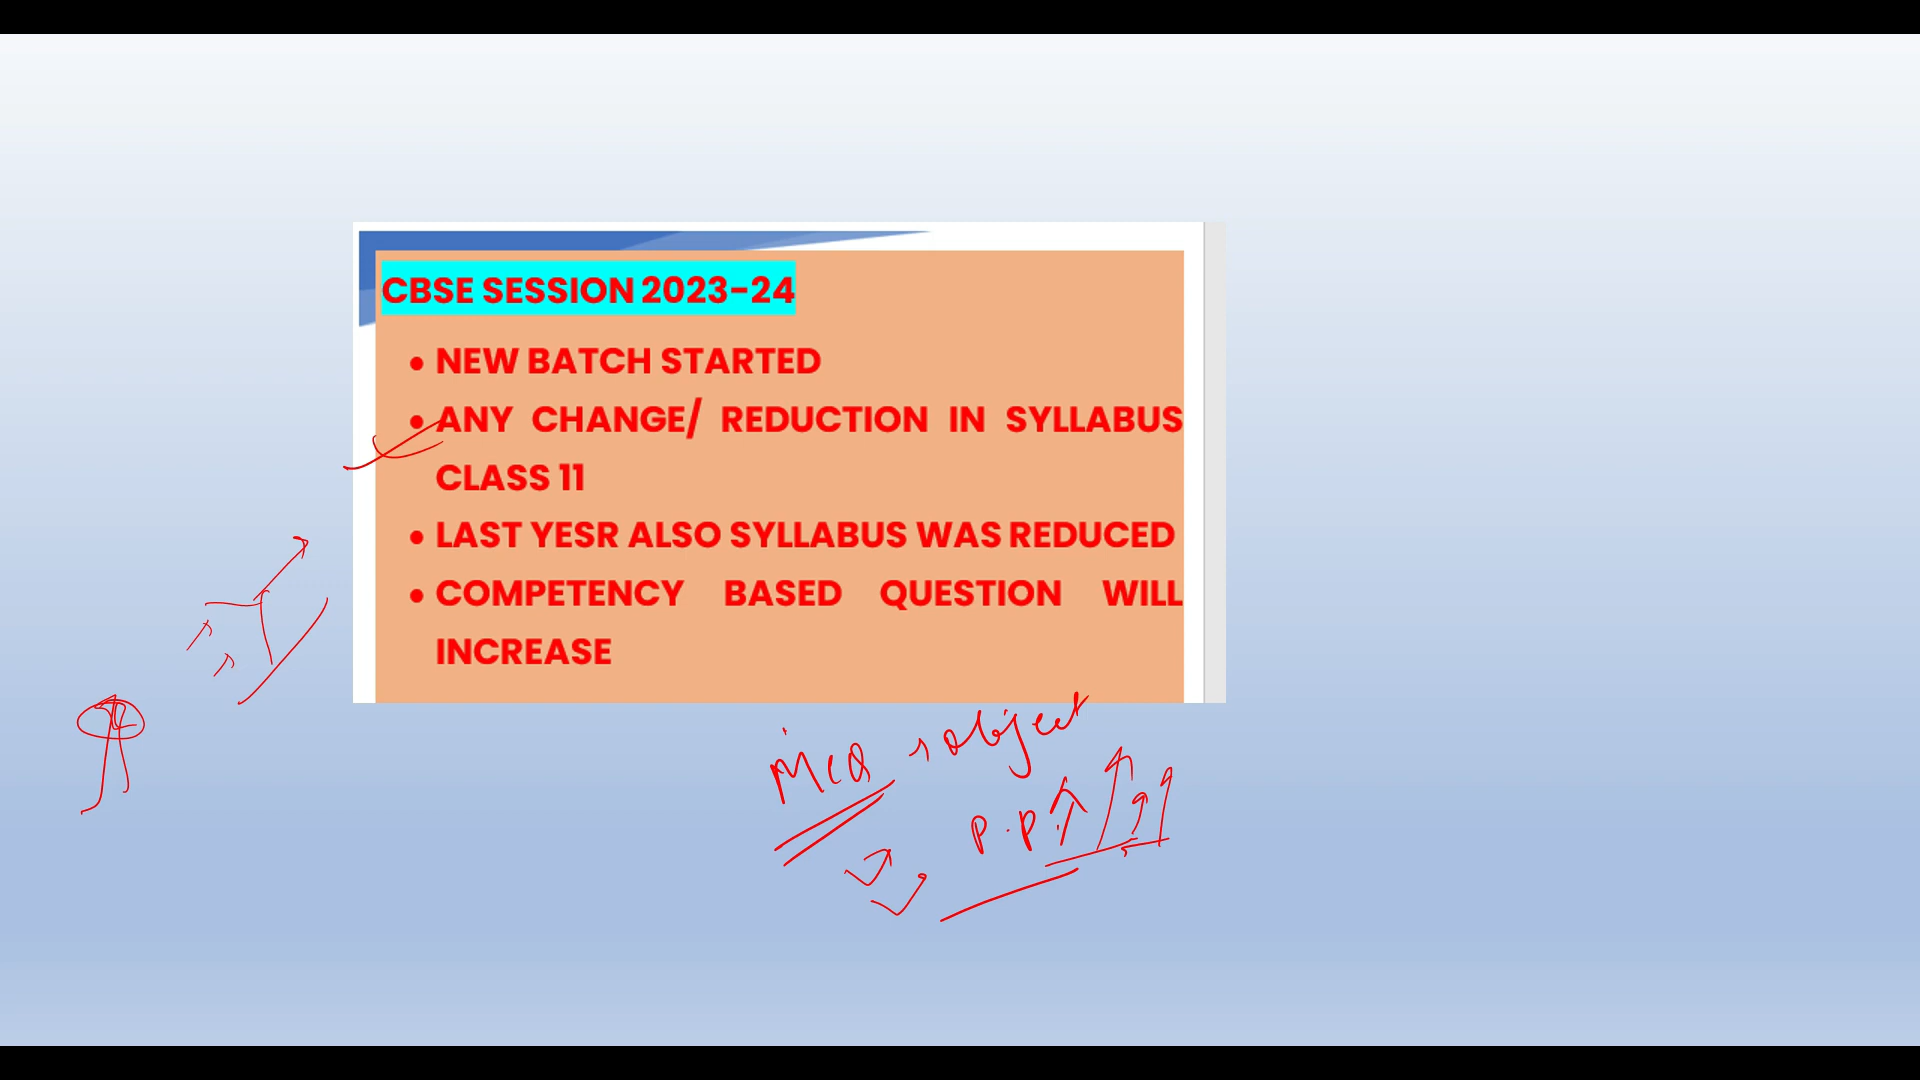 CBSE SESSION 2023-24
• NEW BATCH STARTED
• ANY CHANGE/ REDUCTION IN SYLLABUS
CLASS 11
• LAST YESR ALSO SYLLABUS WAS REDUCED
• COMPETENCY BASED QUESTION WILL
INCREASE
MCQ, object
P.P.